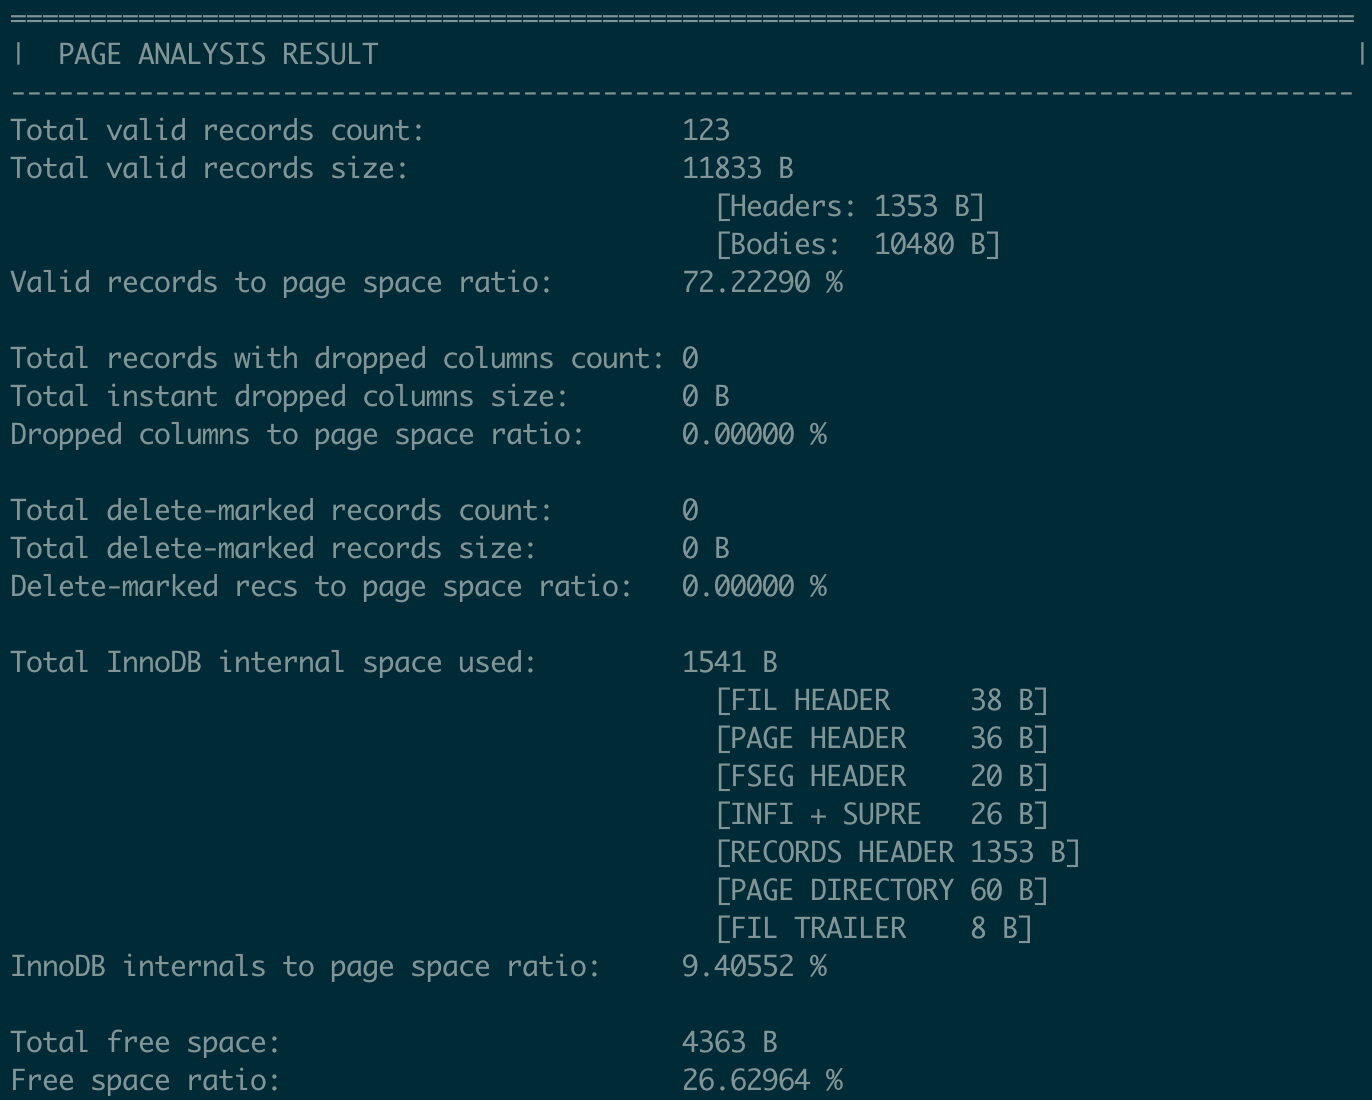 ====================================================================================
|  PAGE ANALYSIS RESULT                                                             |
------------------------------------------------------------------------------------
Total valid records count:                123
Total valid records size:                 11833 B
                                            [Headers: 1353 B]
                                            [Bodies:  10480 B]
Valid records to page space ratio:        72.22290 %

Total records with dropped columns count: 0
Total instant dropped columns size:       0 B
Dropped columns to page space ratio:      0.00000 %

Total delete-marked records count:        0
Total delete-marked records size:         0 B
Delete-marked recs to page space ratio:   0.00000 %

Total InnoDB internal space used:         1541 B
                                            [FIL HEADER     38 B]
                                            [PAGE HEADER    36 B]
                                            [FSEG HEADER    20 B]
                                            [INFI + SUPRE   26 B]
                                            [RECORDS HEADER 1353 B]
                                            [PAGE DIRECTORY 60 B]
                                            [FIL TRAILER    8 B]
InnoDB internals to page space ratio:     9.40552 %

Total free space:                         4363 B
Free space ratio:                         26.62964 %